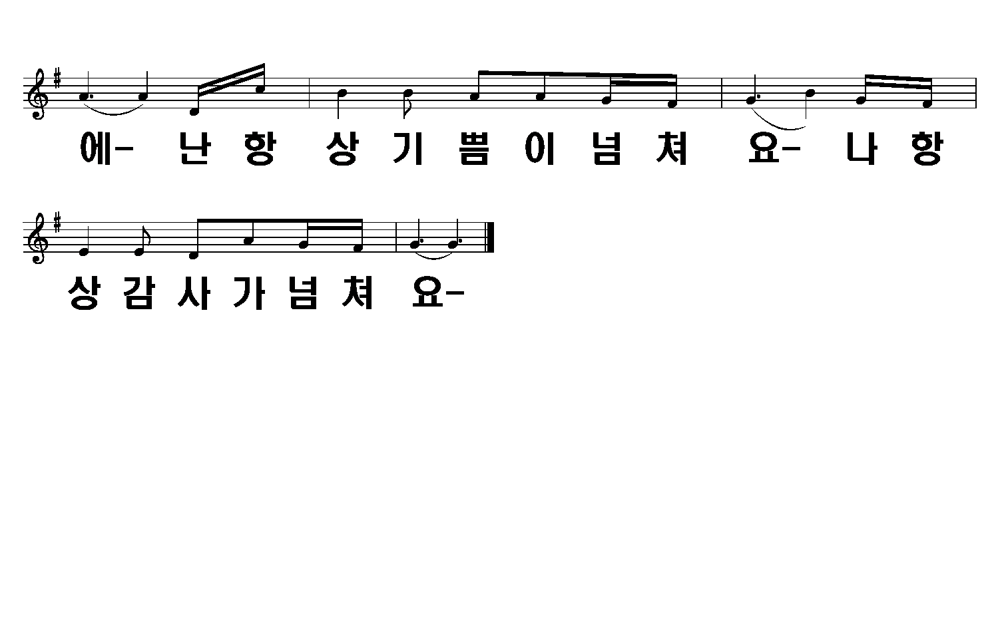 에- 난 항 상 기 쁨 이 넘 쳐 요- 나 항
상 감 사 가 넘 쳐 요-